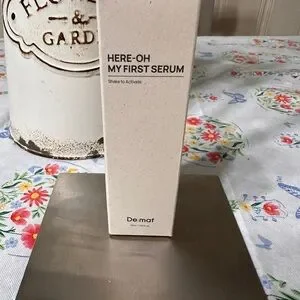 FLO
&
GARD
HERE-OH
MY FIRST SERUM
Shake to Activate
De maf